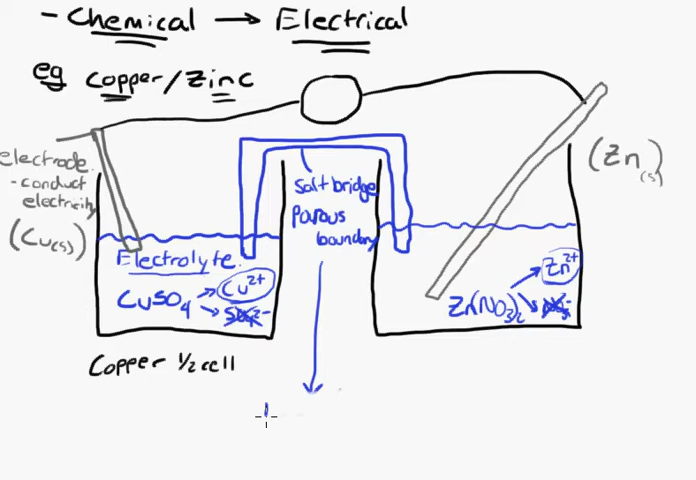 - Chemical → Electrical
eg Copper/Zinc
electrode
- conduct
electricity
(Cu(s))
(Zn(s))
Salt bridge
Porous
boundary
Electrolyte
CuSO4 → Cu2+
→ SO42-
Zn(NO3)2 → Zn2+
→ NO3-
Copper 1/2 cell